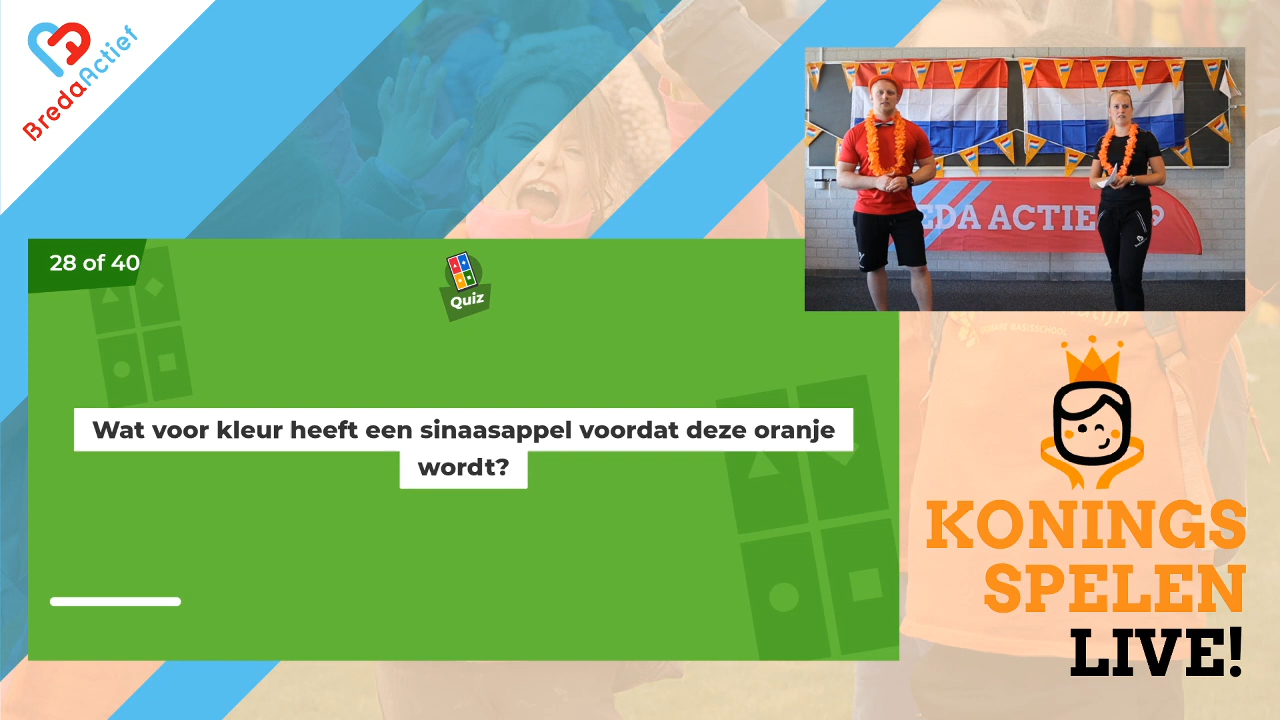 BredaActief
28 of 40
Quiz
Wat voor kleur heeft een sinaasappel voordat deze oranje
wordt?
EDA ACTIE
KONINGS
SPELEN
LIVE!